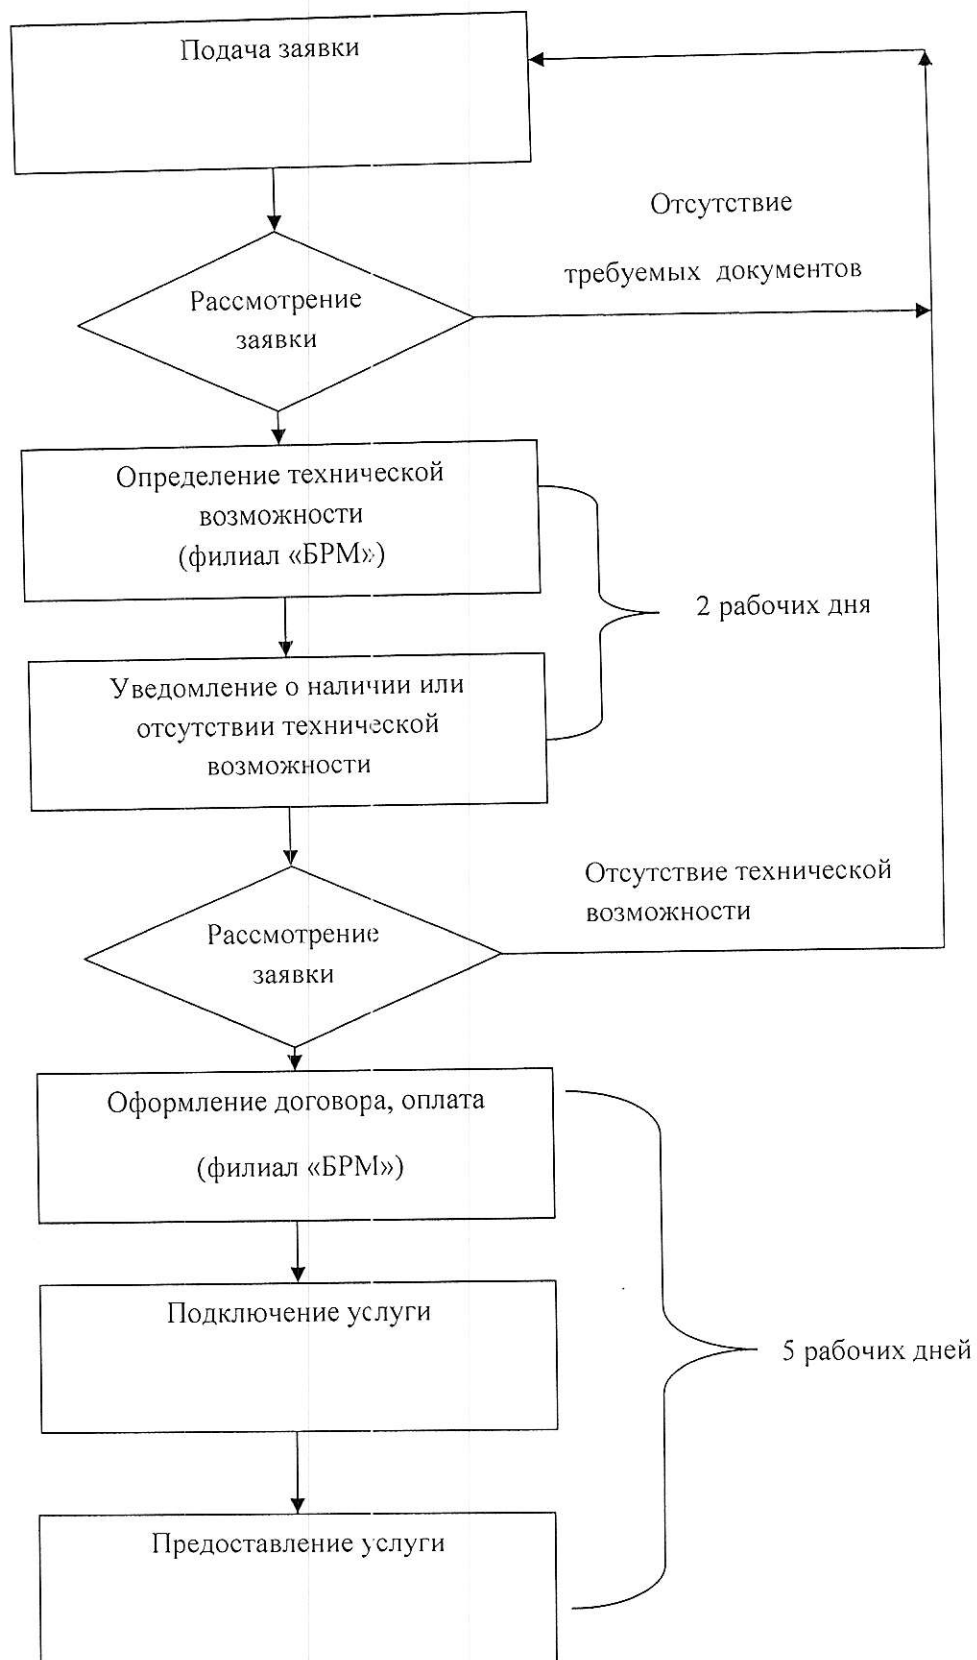 Подача заявки
Отсутствие
требуемых документов
Рассмотрение
заявки
Определение технической
возможности
(филиал «БРМ»)
2 рабочих дня
Уведомление о наличии или
отсутствии технической
возможности
Отсутствие технической
возможности
Рассмотрение
заявки
Оформление договора, оплата
(филиал «БРМ»)
Подключение услуги
5 рабочих дней
Предоставление услуги